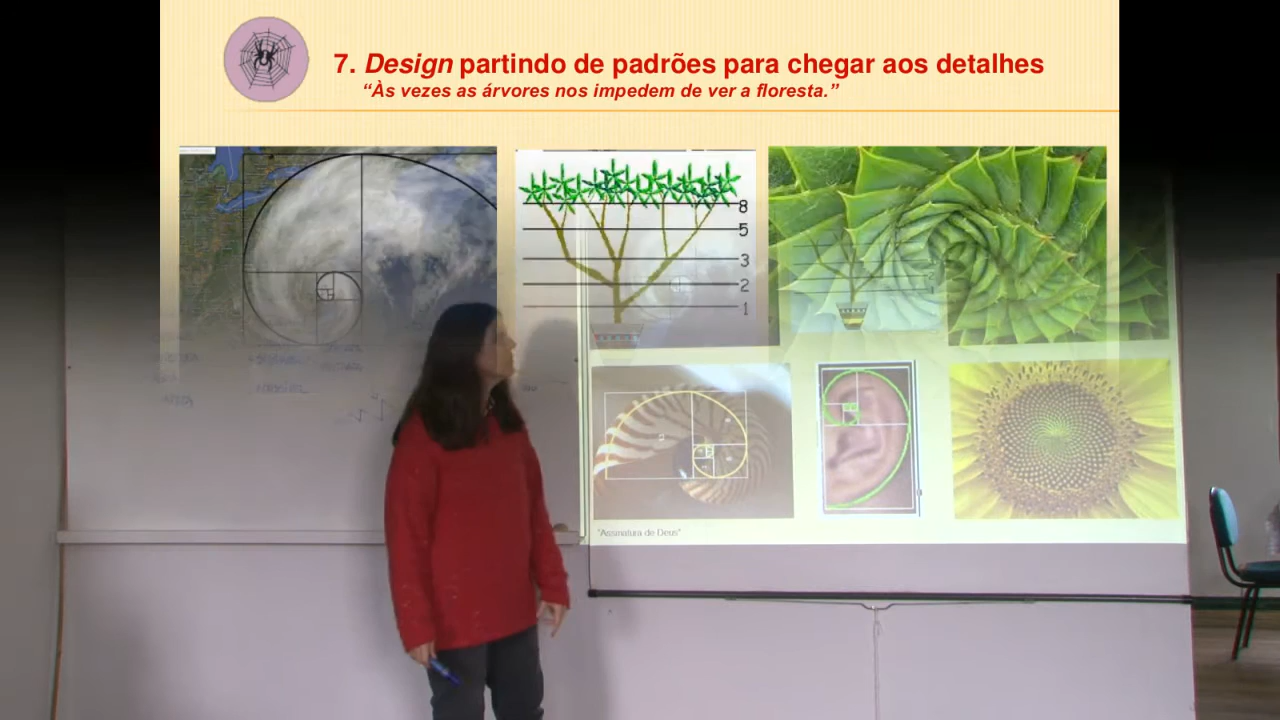 7. Design partindo de padrões para chegar aos detalhes
“Às vezes as árvores nos impedem de ver a floresta.”
8
5
3
2
1
"Assinatura de Deus"